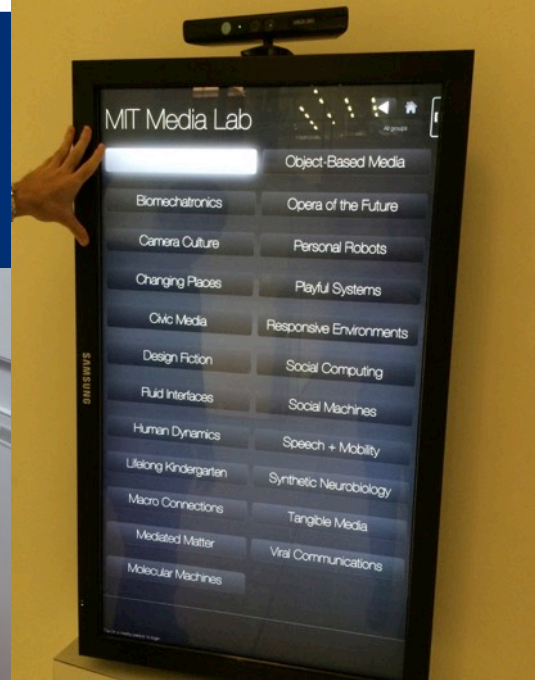 XBOX 360
MIT Media Lab
All groups
Object-Based Media
Biomechatronics
Opera of the Future
Camera Culture
Personal Robots
Changing Places
Playful Systems
Civic Media
Responsive Environments
Design Fiction
Social Computing
Fluid Interfaces
Social Machines
Human Dynamics
Speech + Mobility
Lifelong Kindergarten
Synthetic Neurobiology
Macro Connections
Tangible Media
Mediated Matter
Viral Communications
Molecular Machines
SAMSUNG